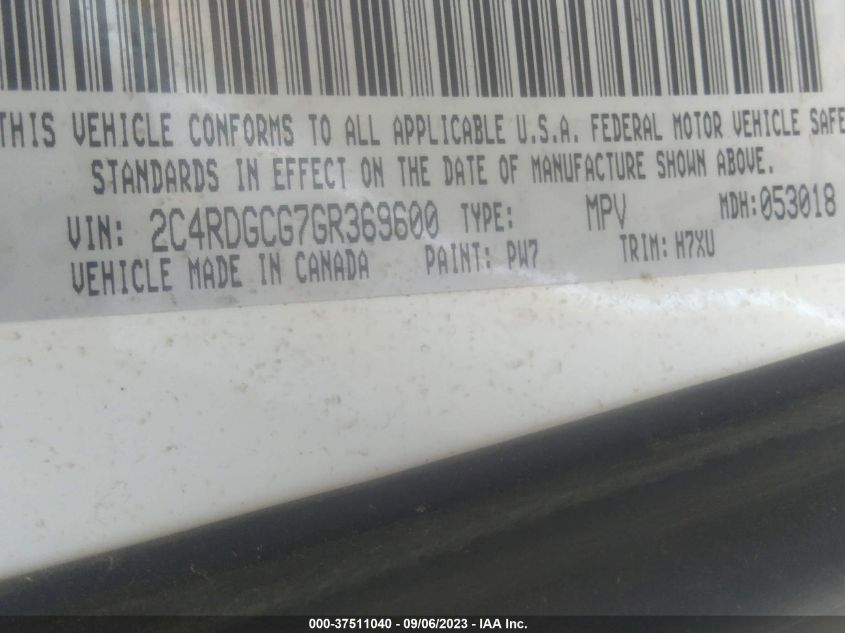 THIS VEHICLE CONFORMS TO ALL APPLICABLE U.S.A. FEDERAL MOTOR VEHICLE SAFE
STANDARDS IN EFFECT ON THE DATE OF MANUFACTURE SHOWN ABOVE.
VIN: 2C4RDGCG7GR369600 TYPE: MPV MDH:053018
VEHICLE MADE IN CANADA PAINT: PW7 TRIM: H7XU
000-37511040 - 09/06/2023 - IAA Inc.